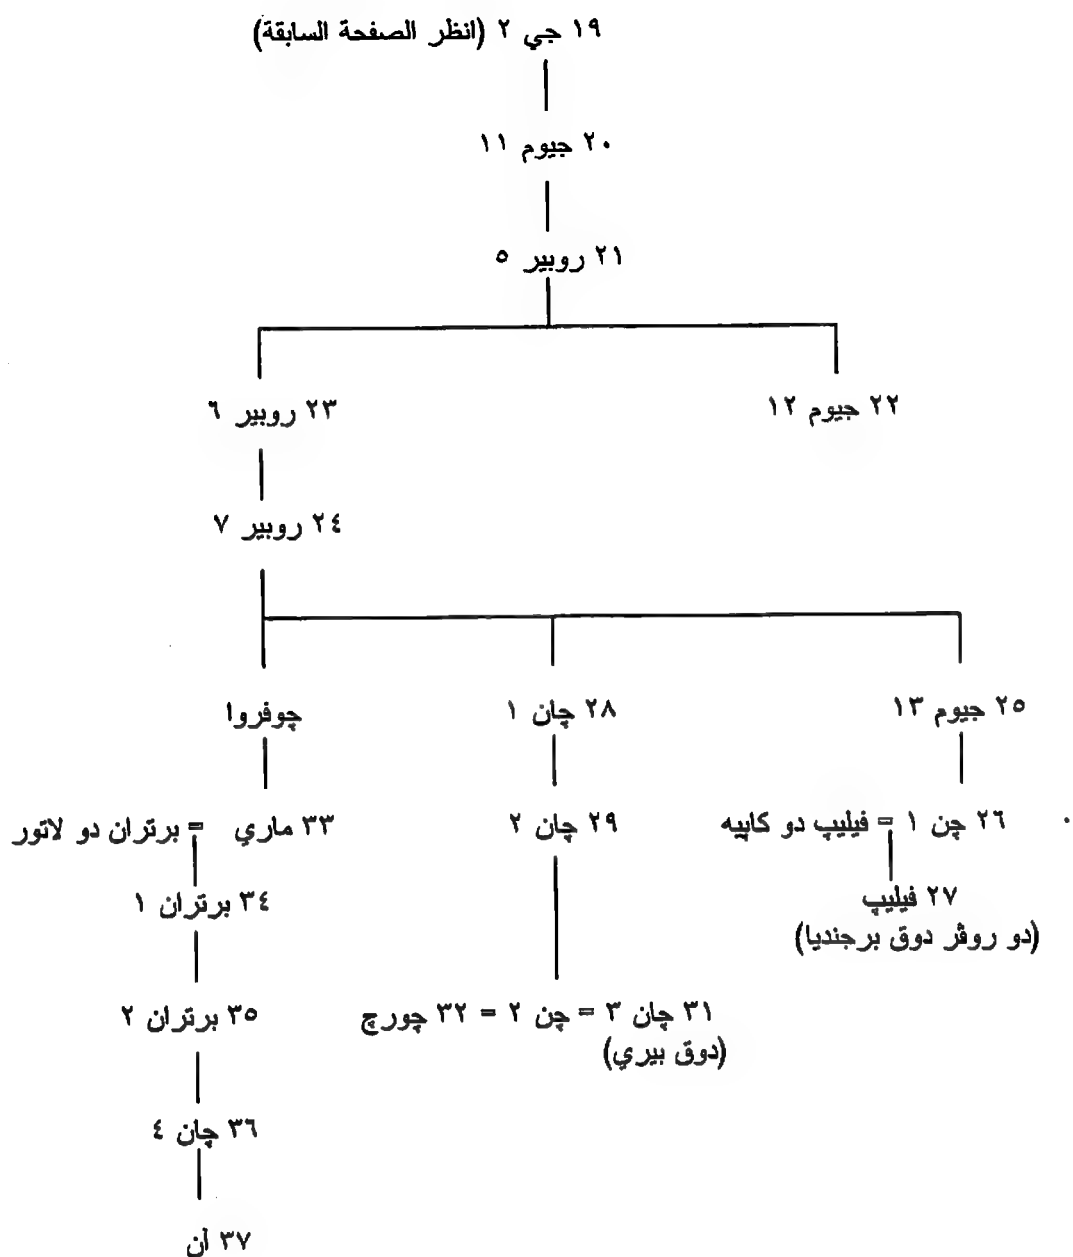 ١٩ جي ٢ (انظر الصفحة السابقة)
٢٠ جيوم ١١
٢١ روبير ٥
٢٢ جيوم ١٢
٢٣ روبير ٦
٢٤ روبير ٧
٢٥ جيوم ١٣
٢٨ چان ١
چوفروا
٢٦ چن ١ = فيليپ دو كاپيه
٢٩ چان ٢
٣٣ ماري = برتران دو لاتور
٢٧ فيليپ
(دو روڤر دوق برجنديا)
٣٤ برتران ١
٣١ چان ٣ = چن ٢ = ٣٢ چورچ
(دوق بيري)
٣٥ برتران ٢
٣٦ چان ٤
٣٧ آن